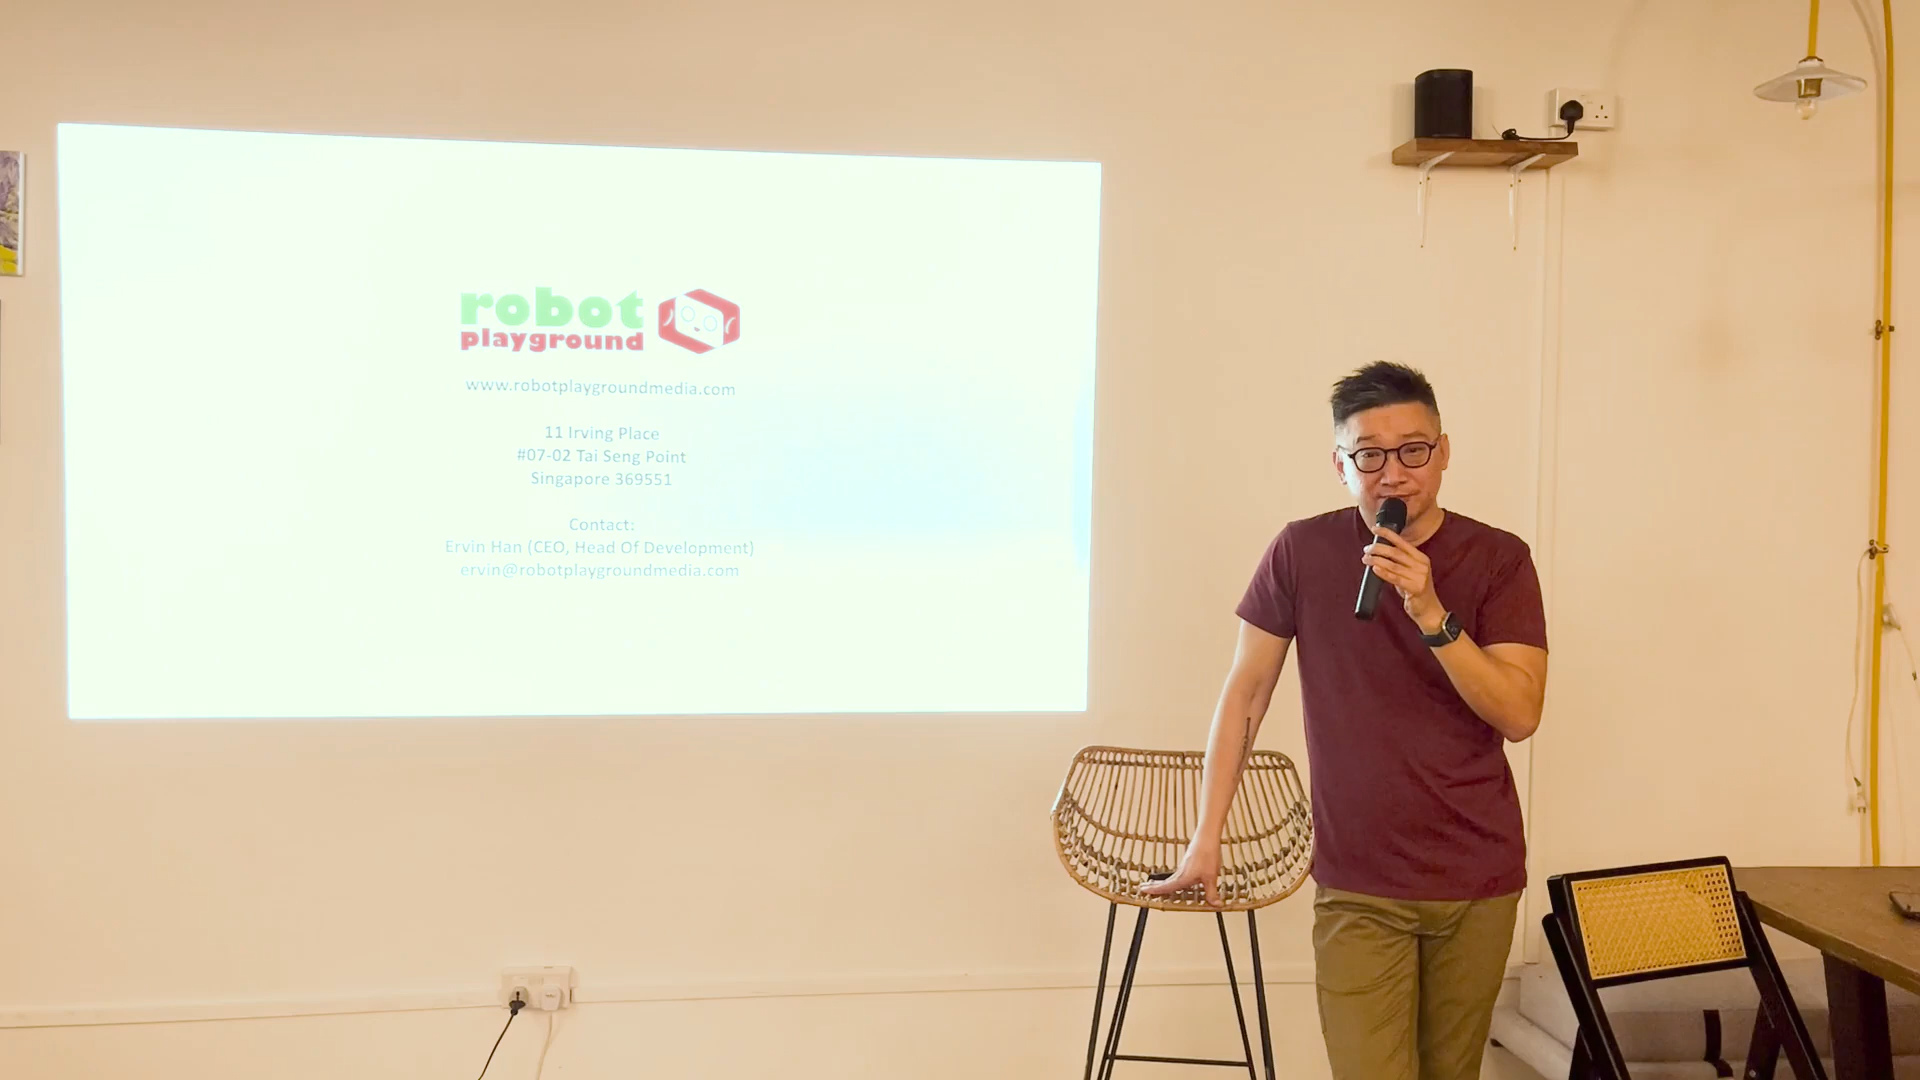 robot
playground
www.robotplaygroundmedia.com
11 Irving Place
#07-02 Tai Seng Point
Singapore 369551
Contact:
Ervin Han (CEO, Head Of Development)
ervin@robotplaygroundmedia.com